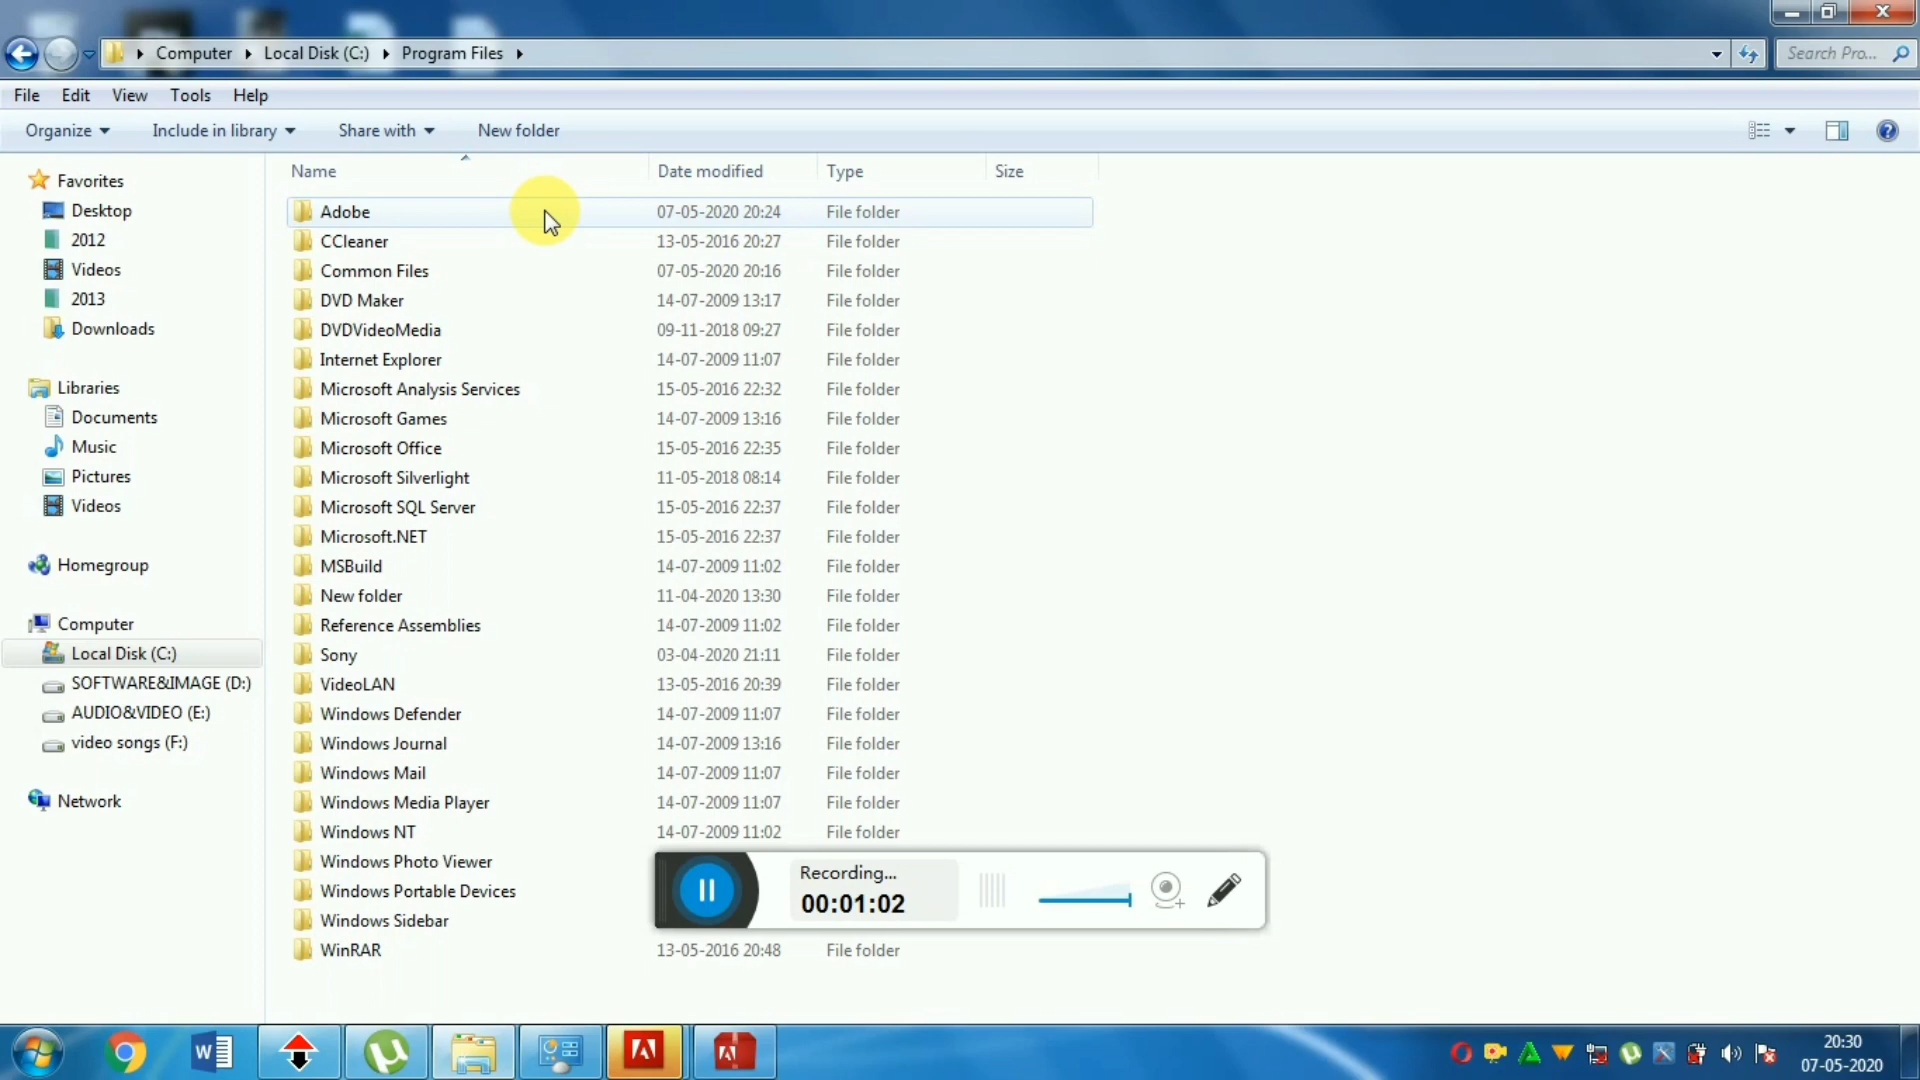 Computer Local Disk (C:) Program Files
Search Pro...
File Edit View Tools Help
Organize Include in library Share with New folder
Name Date modified Type Size
Favorites
Desktop
2012
Videos
2013
Downloads
Libraries
Documents
Music
Pictures
Videos
Homegroup
Computer
Local Disk (C:)
SOFTWARE&IMAGE (D:)
AUDIO&VIDEO (E:)
video songs (F:)
Network
Adobe 07-05-2020 20:24 File folder
CCleaner 13-05-2016 20:27 File folder
Common Files 07-05-2020 20:16 File folder
DVD Maker 14-07-2009 13:17 File folder
DVDVideoMedia 09-11-2018 09:27 File folder
Internet Explorer 14-07-2009 11:07 File folder
Microsoft Analysis Services 15-05-2016 22:32 File folder
Microsoft Games 14-07-2009 13:16 File folder
Microsoft Office 15-05-2016 22:35 File folder
Microsoft Silverlight 11-05-2018 08:14 File folder
Microsoft SQL Server 15-05-2016 22:37 File folder
Microsoft.NET 15-05-2016 22:37 File folder
MSBuild 14-07-2009 11:02 File folder
New folder 11-04-2020 13:30 File folder
Reference Assemblies 14-07-2009 11:02 File folder
Sony 03-04-2020 21:11 File folder
VideoLAN 13-05-2016 20:39 File folder
Windows Defender 14-07-2009 11:07 File folder
Windows Journal 14-07-2009 13:16 File folder
Windows Mail 14-07-2009 11:07 File folder
Windows Media Player 14-07-2009 11:07 File folder
Windows NT 14-07-2009 11:02 File folder
Windows Photo Viewer
Windows Portable Devices
Windows Sidebar
WinRAR 13-05-2016 20:48 File folder
Recording...
00:01:02
20:30
07-05-2020